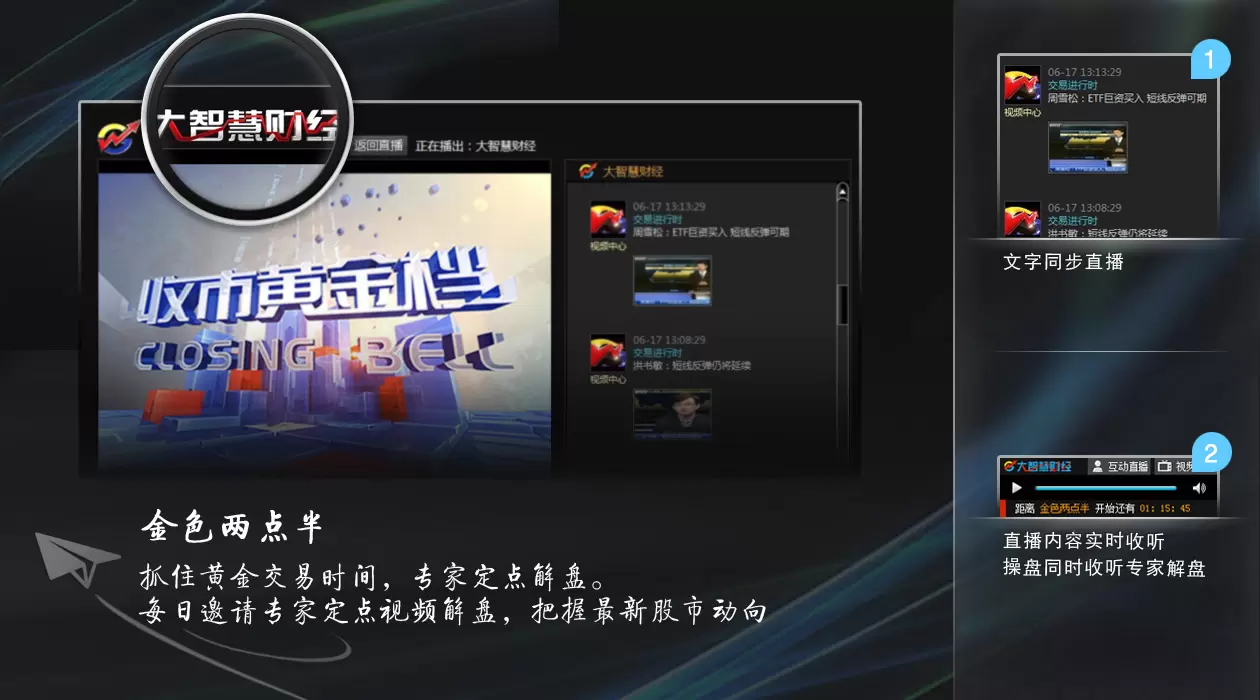 大智慧财经
返回直播 正在播出：大智慧财经
收市黄金档
CLOSING BELL
大智慧财经
06-17 13:13:29
交易进行时
周雪松：ETF巨资买入 短线反弹可期
视频中心
06-17 13:08:29
交易进行时
洪书敏：短线反弹仍将延续
视频中心
金色两点半
抓住黄金交易时间，专家定点解盘。
每日邀请专家定点视频解盘，把握最新股市动向
1
06-17 13:13:29
交易进行时
周雪松：ETF巨资买入 短线反弹可期
视频中心
06-17 13:08:29
交易进行时
洪书敏：短线反弹仍将延续
文字同步直播
2
大智慧财经 互动直播 视频
距离 金色两点半 开始还有 01: 15: 45
直播内容实时收听
操盘同时收听专家解盘